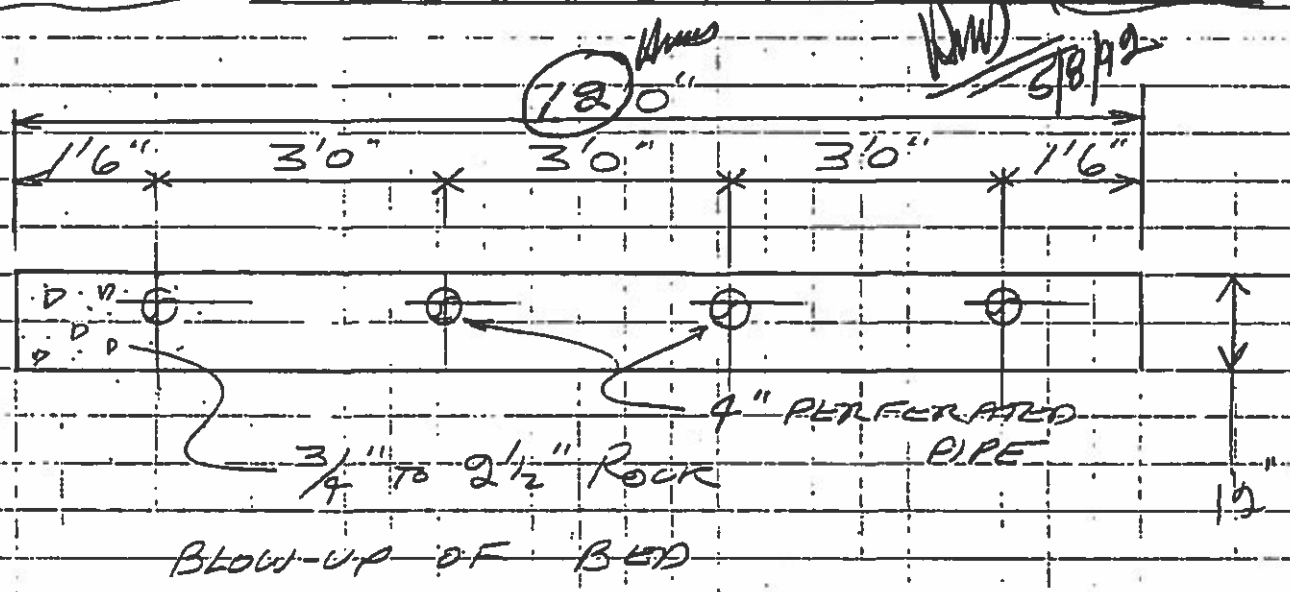 5/8/92
12'0"
1'6" 3'0" 3'0" 3'0" 1'6"
4" PERFERATED
PIPE
3/4" TO 2 1/2" ROCK
12"
BLOW-UP OF BED